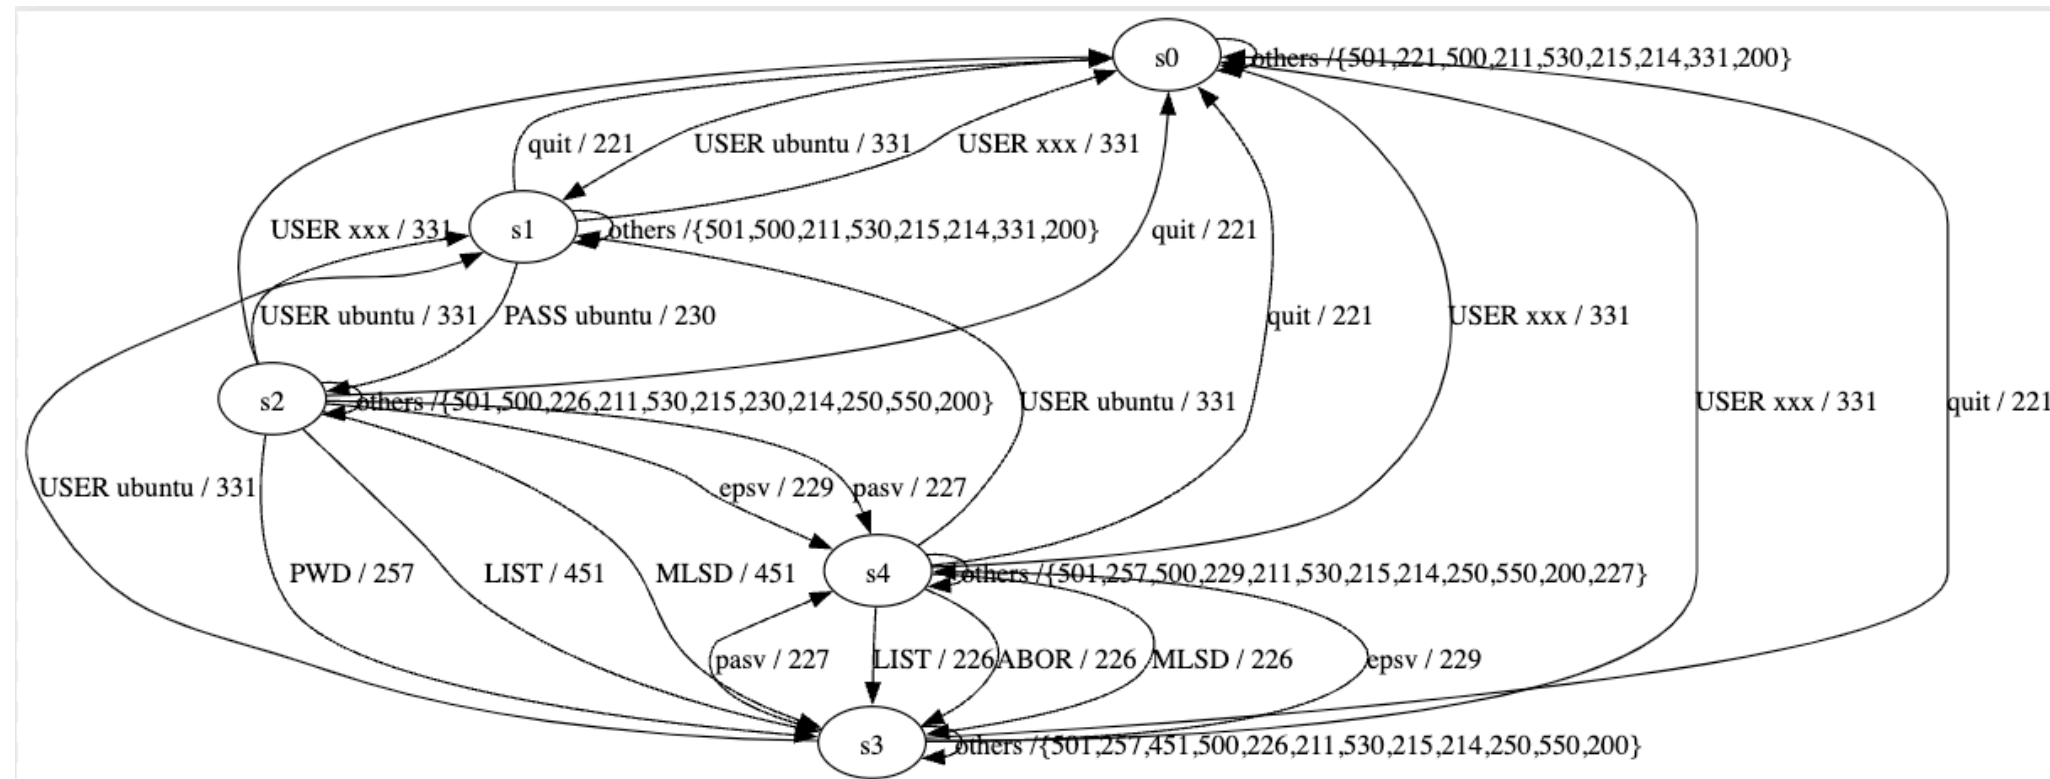 s0
others /{501,221,500,211,530,215,214,331,200}
quit / 221
USER ubuntu / 331
USER xxx / 331
USER xxx / 331
s1
others /{501,500,211,530,215,214,331,200}
quit / 221
USER ubuntu / 331
PASS ubuntu / 230
quit / 221
USER xxx / 331
s2
others /{501,500,226,211,530,215,230,214,250,550,200}
USER ubuntu / 331
USER xxx / 331
quit / 221
USER ubuntu / 331
epsv / 229
pasv / 227
PWD / 257
LIST / 451
MLSD / 451
s4
others /{501,257,500,229,211,530,215,214,250,550,200,227}
pasv / 227
LIST / 226
ABOR / 226
MLSD / 226
epsv / 229
s3
others /{501,257,451,500,226,211,530,215,214,250,550,200}